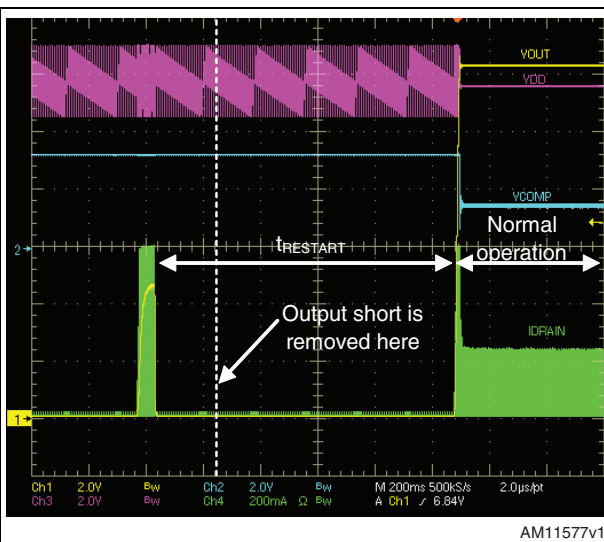 VOUT
VDD
VCOMP
Normal
operation
2
tRESTART
Output short is
removed here
IDRAIN
1
Ch1 2.0V Bw Ch2 2.0V Bw M 200ms 500kS/s 2.0µs/pt
Ch3 2.0V Bw Ch4 200mA Ω Bw A Ch1 / 6.84V
AM11577v1